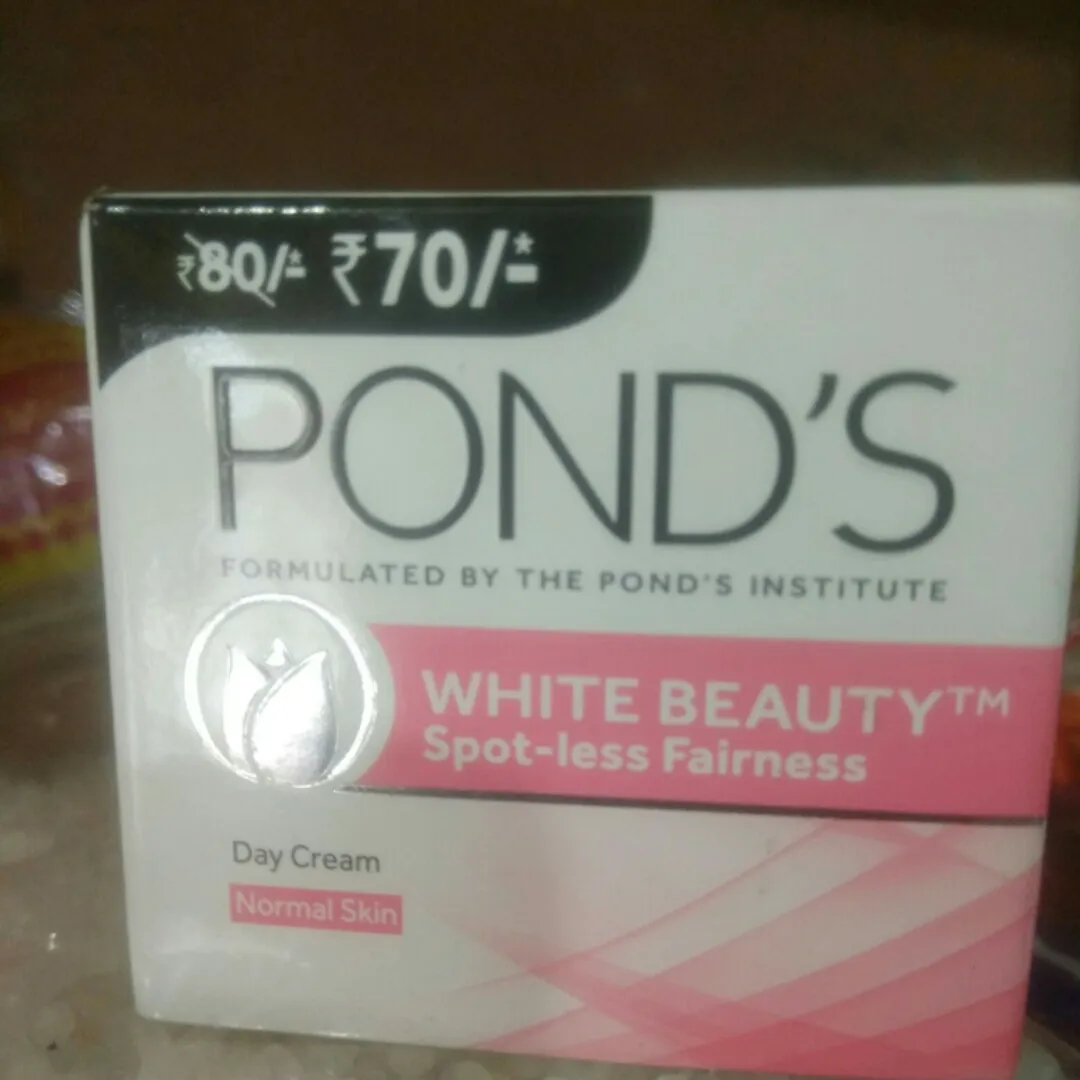 ₹80/-* ₹70/-*
POND'S
FORMULATED BY THE POND'S INSTITUTE
WHITE BEAUTY™
Spot-less Fairness
Day Cream
Normal Skin